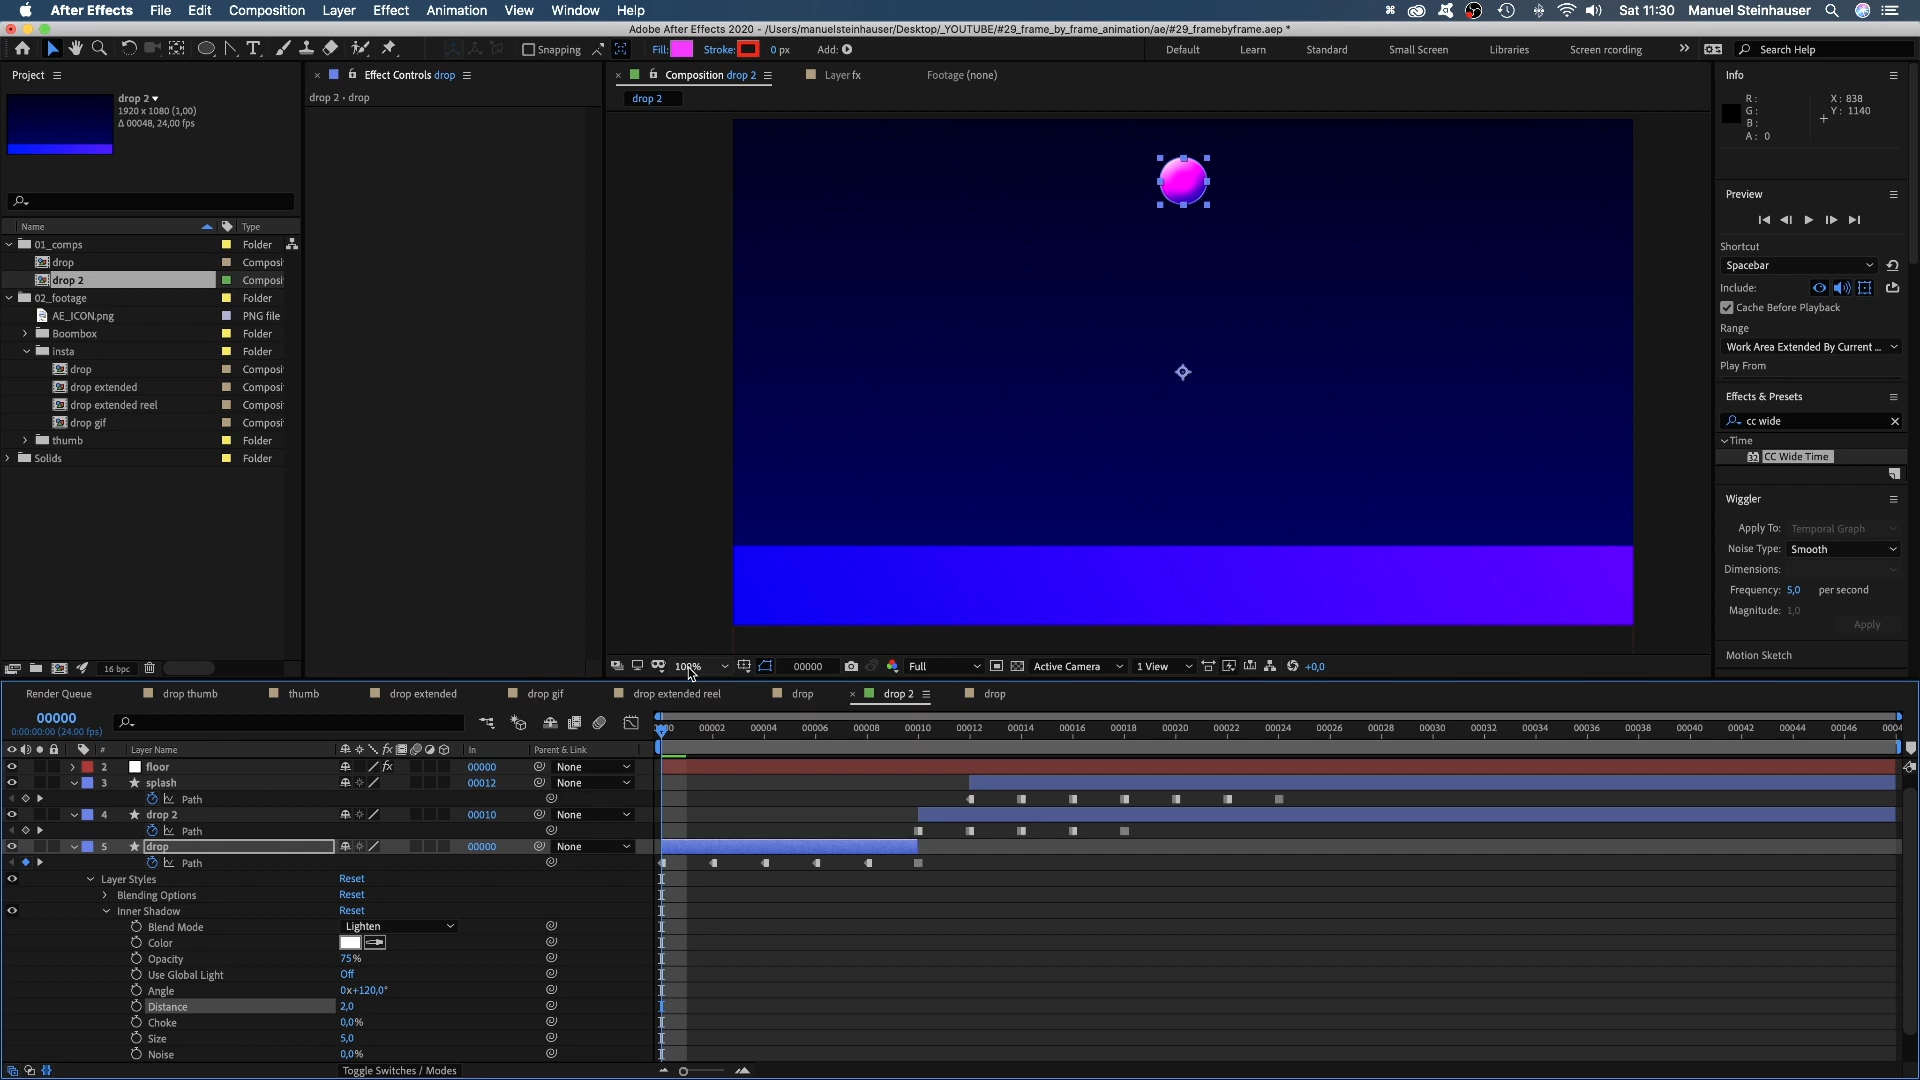 After Effects File Edit Composition Layer Effect Animation View Window Help Sat 11:30 Manuel Steinhauser
Adobe After Effects 2020 - /Users/manuelsteinhauser/Desktop/_YOUTUBE/#29_frame_by_frame_animation/ae/#29_framebyframe.aep *
Snapping Fill: Stroke: 0 px Add: Default Learn Standard Small Screen Libraries Screen rcording Search Help
Project Effect Controls drop Composition drop 2 Layer fx Footage (none) Info
drop 2 • drop drop 2
drop 2
1920 x 1080 (1,00)
Δ 00048, 24,00 fps
R: X: 838
G: Y: 1140
B:
A: 0
Preview
Shortcut
Spacebar
Include:
Cache Before Playback
Range
Work Area Extended By Current ...
Play From
Effects & Presets
cc wide
Time
32 CC Wide Time
Wiggler
Apply To: Temporal Graph
Noise Type: Smooth
Dimensions:
Frequency: 5,0 per second
Magnitude: 1,0
Apply
Motion Sketch
Name Type
01_comps Folder
drop Composi
drop 2 Composi
02_footage Folder
AE_ICON.png PNG file
Boombox Folder
insta Folder
drop Composi
drop extended Composi
drop extended reel Composi
drop gif Composi
thumb Folder
Solids Folder
16 bpc
100% 00000 Full Active Camera 1 View +0,0
Render Queue drop thumb thumb drop extended drop gif drop extended reel drop drop 2 drop
00000
0:00:00:00 (24.00 fps)
00002 00004 00006 00008 00010 00012 00014 00016 00018 00020 00022 00024 00026 00028 00030 00032 00034 00036 00038 00040 00042 00044 00046
# Layer Name fx In Parent & Link
2 floor fx 00000 None
3 splash 00012 None
Path
4 drop 2 00010 None
Path
5 drop 00000 None
Path
Layer Styles Reset
Blending Options Reset
Inner Shadow Reset
Blend Mode Lighten
Color
Opacity 75%
Use Global Light Off
Angle 0x+120,0°
Distance 2,0
Choke 0,0%
Size 5,0
Noise 0,0%
Toggle Switches / Modes